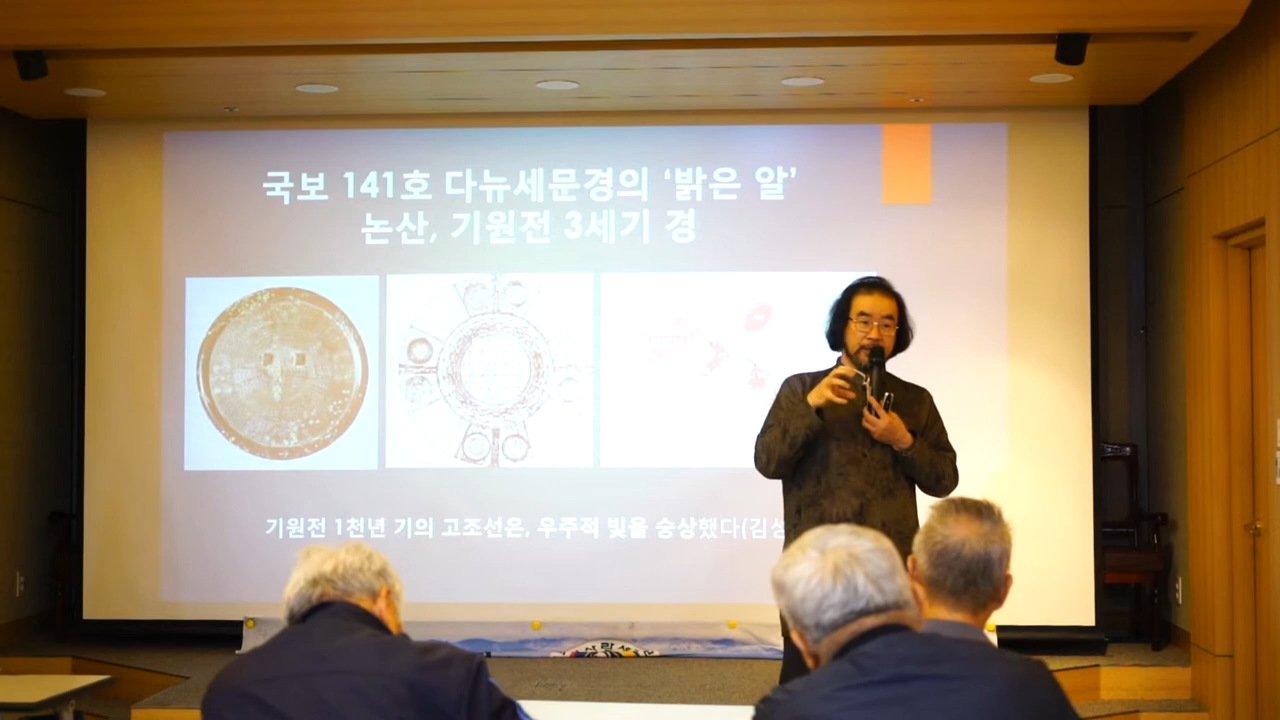 국보 141호 다뉴세문경의 ‘밝은 알’
논산, 기원전 3세기 경
기원전 1천년 기의 고조선은, 우주적 빛을 숭상했다(김성